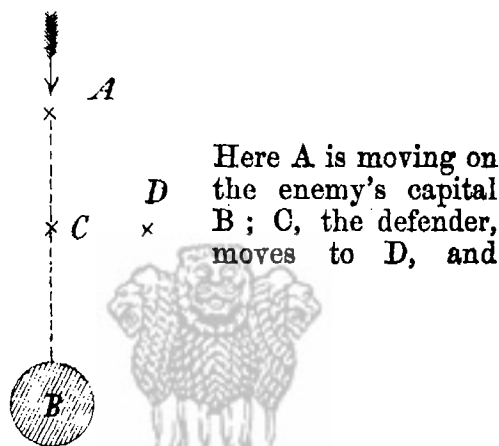 A
Here A is moving on
the enemy's capital
D
B ; C, the defender,
C
moves to D, and
B